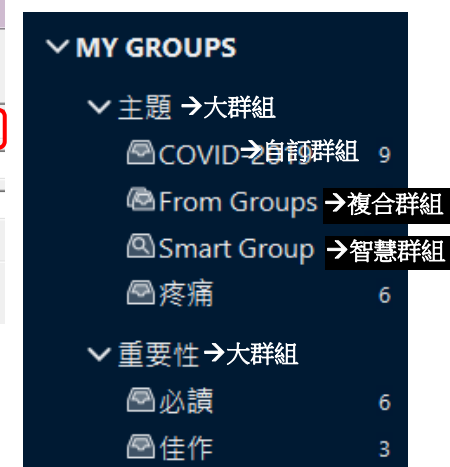 MY GROUPS
主題→大群組
COVID-2019→自訂群組 9
From Groups→複合群組
Smart Group→智慧群組
疼痛 6
重要性→大群組
必讀 6
佳作 3